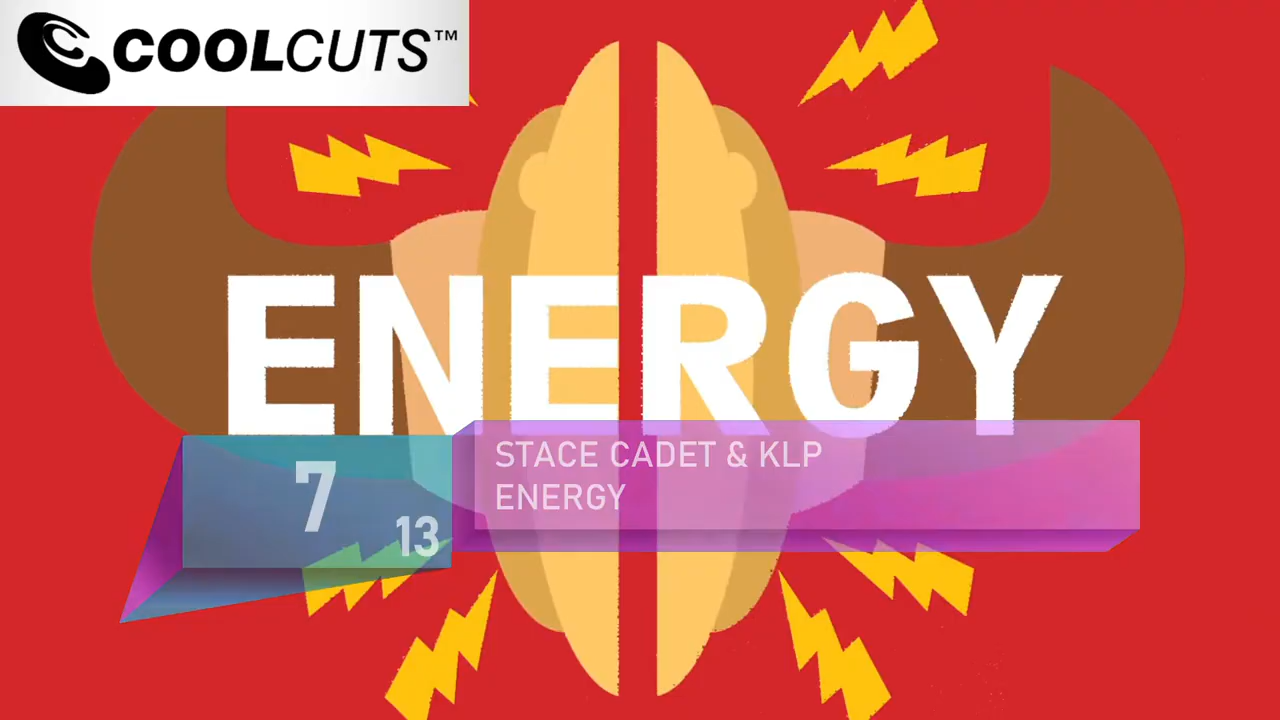 COOLCUTS™
ENERGY
7
13
STACE CADET & KLP
ENERGY